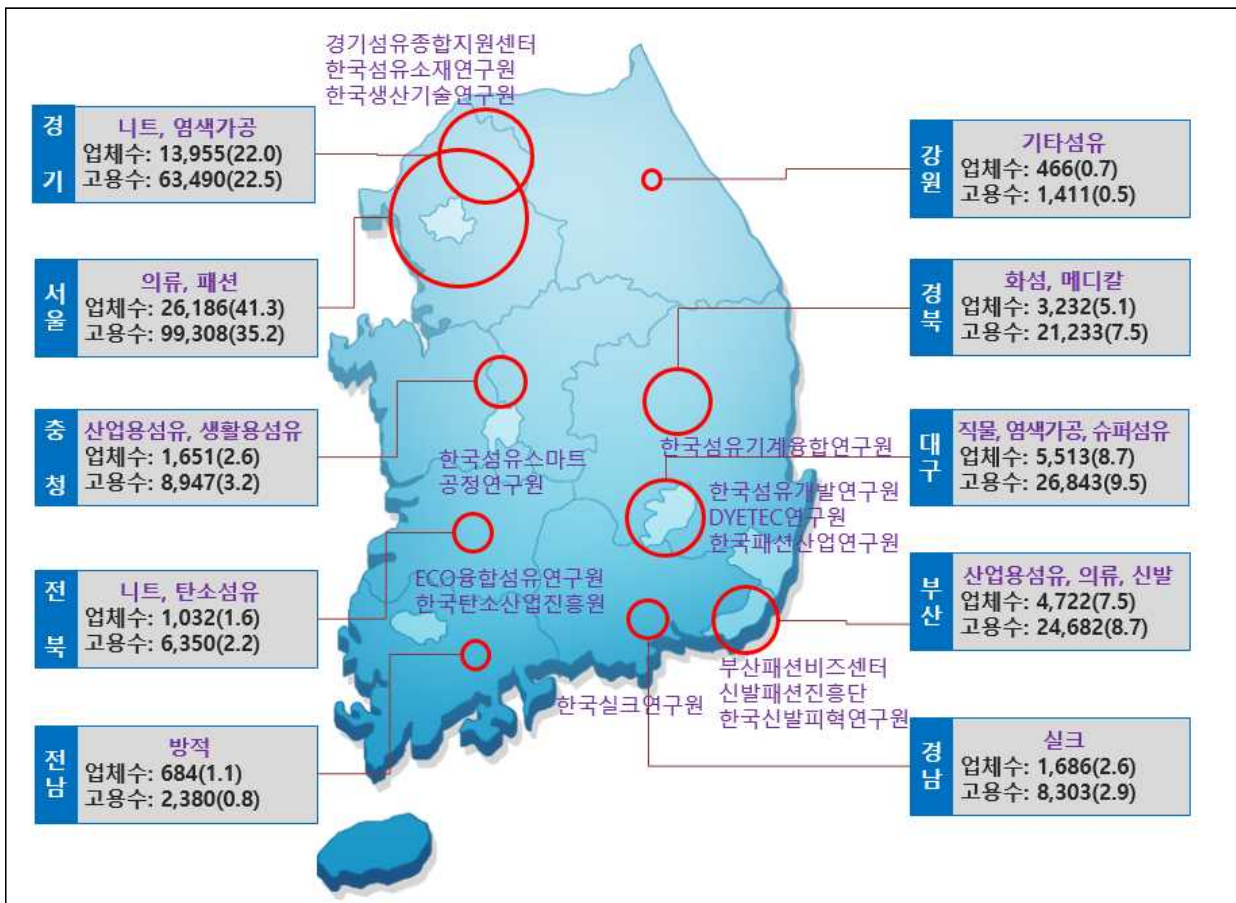 경기섬유종합지원센터
한국섬유소재연구원
한국생산기술연구원
경
기
니트, 염색가공
업체수: 13,955(22.0)
고용수: 63,490(22.5)
서
울
의류, 패션
업체수: 26,186(41.3)
고용수: 99,308(35.2)
충
청
산업용섬유, 생활용섬유
업체수: 1,651(2.6)
고용수: 8,947(3.2)
한국섬유스마트
공정연구원
전
북
니트, 탄소섬유
업체수: 1,032(1.6)
고용수: 6,350(2.2)
ECO융합섬유연구원
한국탄소산업진흥원
전
남
방적
업체수: 684(1.1)
고용수: 2,380(0.8)
강
원
기타섬유
업체수: 466(0.7)
고용수: 1,411(0.5)
경
북
화섬, 메디칼
업체수: 3,232(5.1)
고용수: 21,233(7.5)
한국섬유기계융합연구원
대
구
직물, 염색가공, 슈퍼섬유
업체수: 5,513(8.7)
고용수: 26,843(9.5)
한국섬유개발연구원
DYETEC연구원
한국패션산업연구원
부
산
산업용섬유, 의류, 신발
업체수: 4,722(7.5)
고용수: 24,682(8.7)
부산패션비즈센터
신발패션진흥단
한국신발피혁연구원
한국실크연구원
경
남
실크
업체수: 1,686(2.6)
고용수: 8,303(2.9)